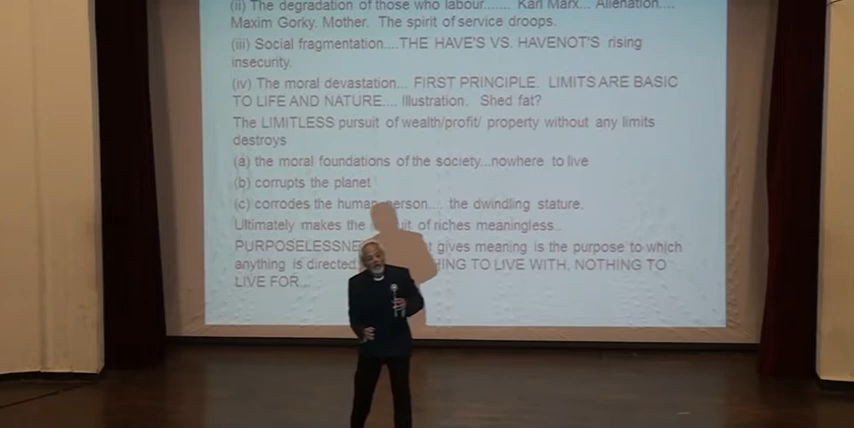 (ii) The degradation of those who labour....... Karl Marx... Alienation....
Maxim Gorky. Mother. The spirit of service droops.
(iii) Social fragmentation....THE HAVE'S VS. HAVENOT'S rising
insecurity.
(iv) The moral devastation... FIRST PRINCIPLE. LIMITS ARE BASIC
TO LIFE AND NATURE.... Illustration. Shed fat?
The LIMITLESS pursuit of wealth/profit/ property without any limits
destroys
(a) the moral foundations of the society...nowhere to live
(b) corrupts the planet
(c) corrodes the human person.... the dwindling stature.
Ultimately makes the of riches meaningless..
gives meaning is the purpose to which
anything is directed TO LIVE WITH, NOTHING TO
LIVE FOR...